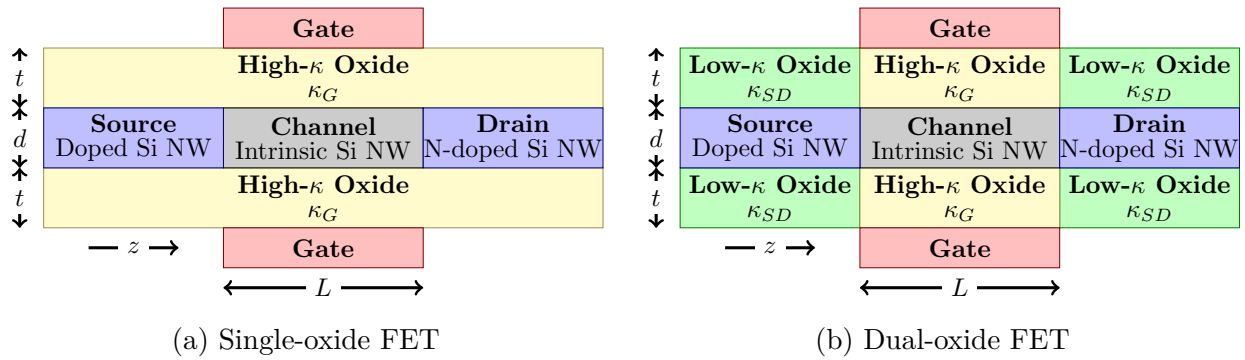 Gate
High-κ Oxide
κ_G
t
d
t
Source
Doped Si NW
Channel
Intrinsic Si NW
Drain
N-doped Si NW
High-κ Oxide
κ_G
z
Gate
L
(a) Single-oxide FET
Gate
Low-κ Oxide
κ_SD
High-κ Oxide
κ_G
Low-κ Oxide
κ_SD
t
d
t
Source
Doped Si NW
Channel
Intrinsic Si NW
Drain
N-doped Si NW
Low-κ Oxide
κ_SD
High-κ Oxide
κ_G
Low-κ Oxide
κ_SD
z
Gate
L
(b) Dual-oxide FET